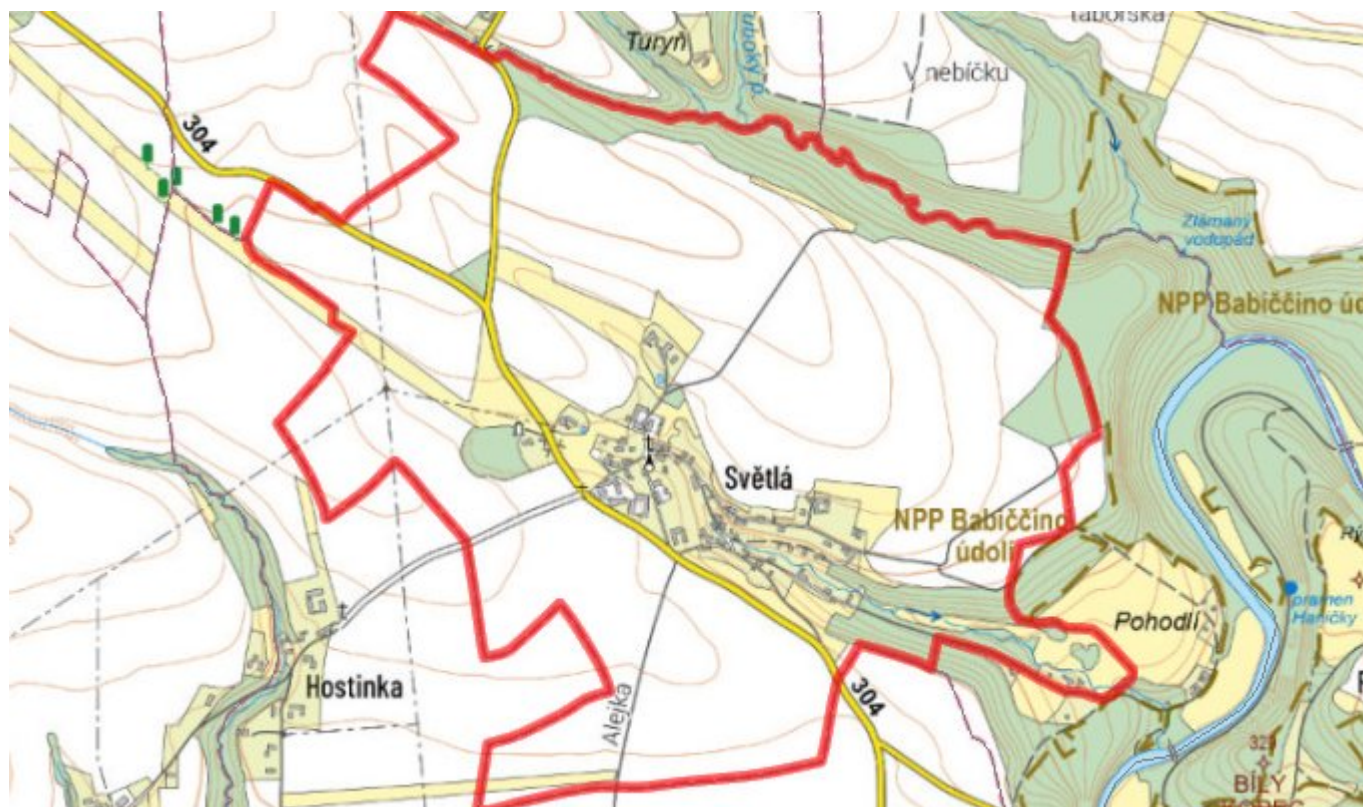 táborská
Turyň
V nebíčku
304
Zlámaný
vodopád
NPP Babiččino úd
Světlá
NPP Babiččino
údolí
pramen
Haničky
Pohodlí
Hostinka
304
Alejka
BÍLÝ